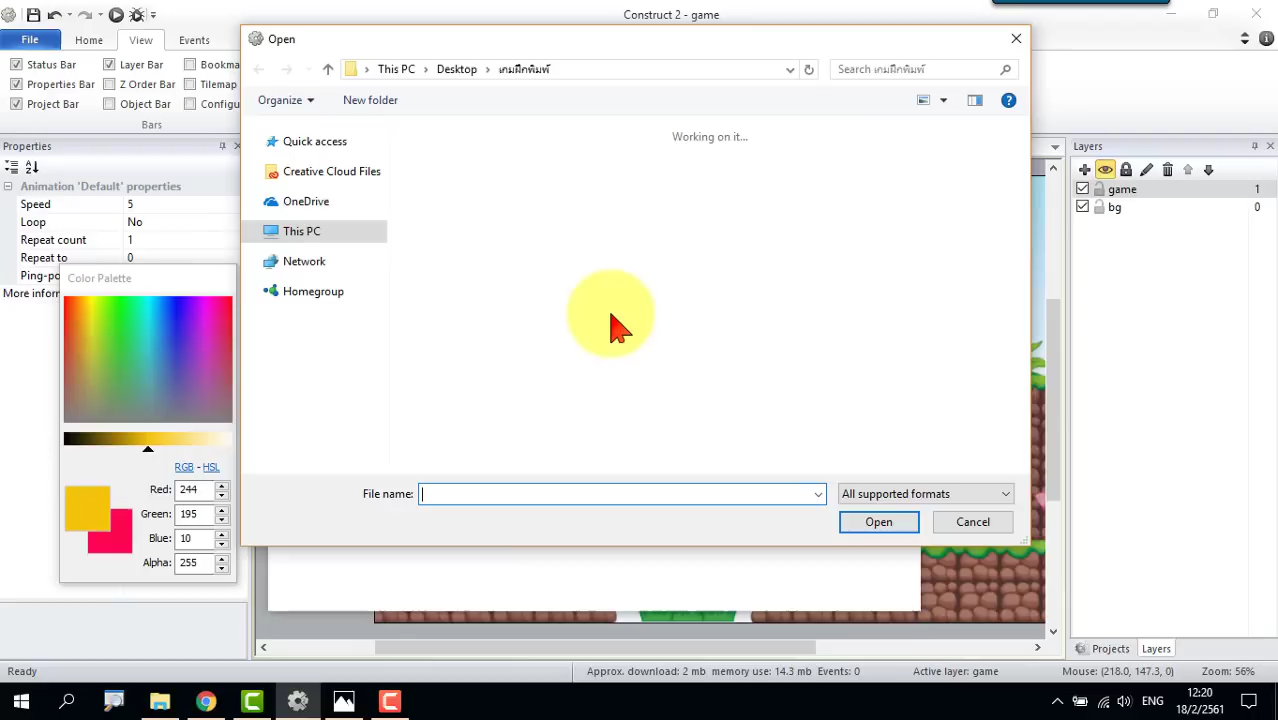 Construct 2 - game
File Home View Events
Status Bar Layer Bar Bookma
Properties Bar Z Order Bar Tilemap
Project Bar Object Bar Configu
Bars
Open
This PC Desktop เกมฝึกพิมพ์ Search เกมฝึกพิมพ์
Organize New folder
Quick access
Creative Cloud Files
OneDrive
This PC
Network
Homegroup
Working on it...
File name: All supported formats
Open Cancel
Properties
Animation 'Default' properties
Speed 5
Loop No
Repeat count 1
Repeat to 0
Ping-po
More inform
Color Palette
RGB - HSL
Red: 244
Green: 195
Blue: 10
Alpha: 255
Layers
game 1
bg 0
Projects Layers
Ready Approx. download: 2 mb memory use: 14.3 mb Events: 0 Active layer: game Mouse: (218.0, 147.3, 0) Zoom: 56%
ENG 12:20
18/2/2561